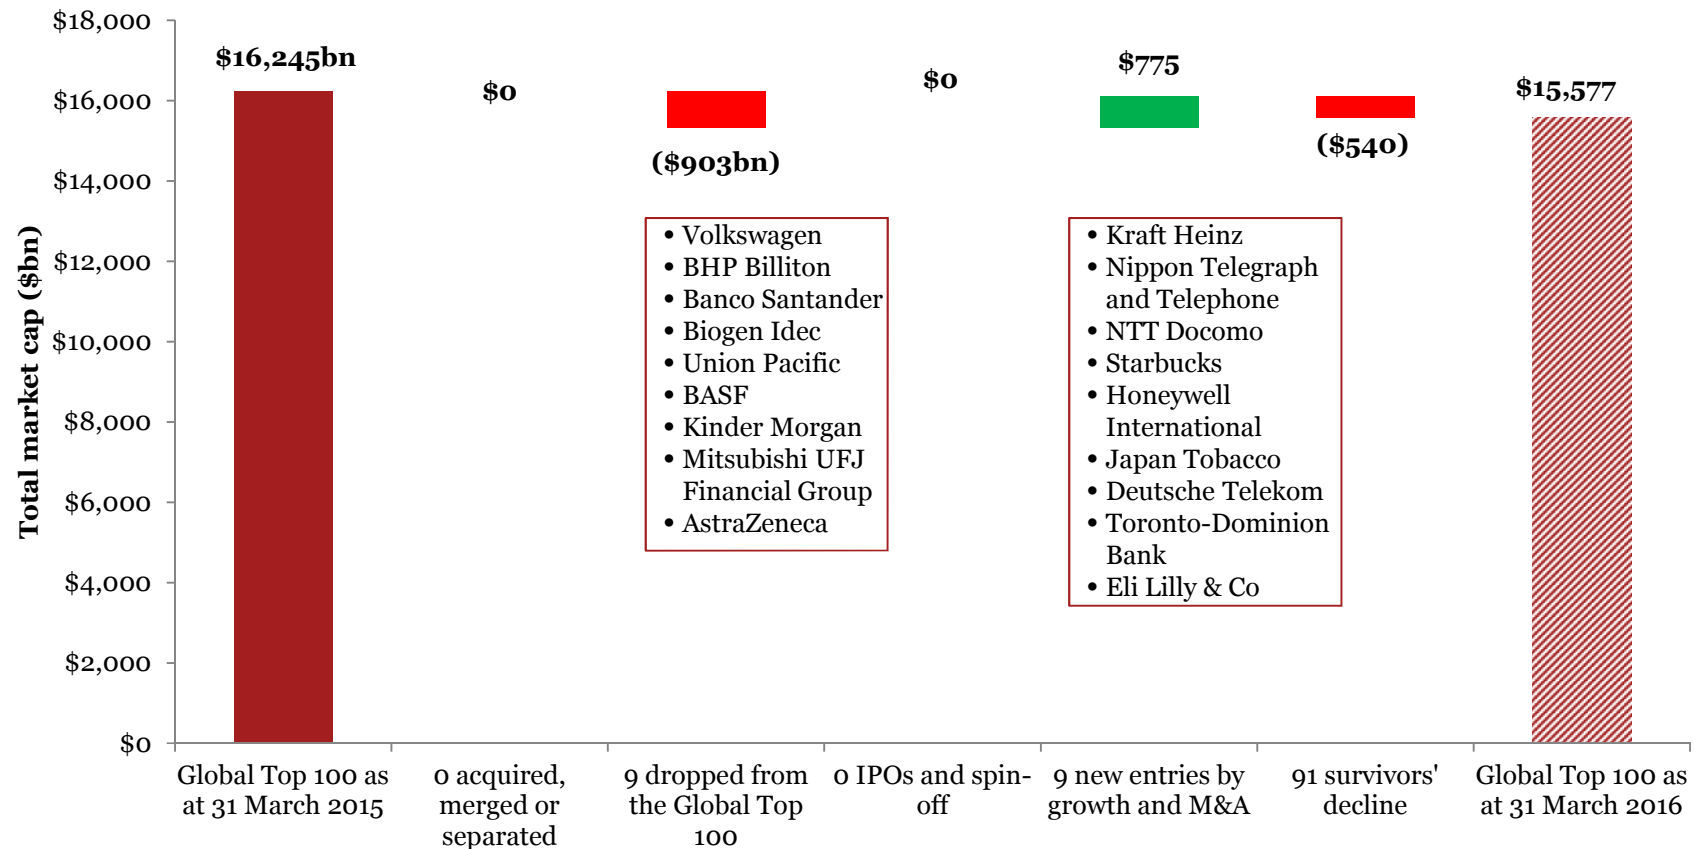 Total market cap ($bn)
$18,000
$16,000
$14,000
$12,000
$10,000
$8,000
$6,000
$4,000
$2,000
$0
$16,245bn
$0
($903bn)
$0
$775
($540)
$15,577
• Volkswagen
• BHP Billiton
• Banco Santander
• Biogen Idec
• Union Pacific
• BASF
• Kinder Morgan
• Mitsubishi UFJ
Financial Group
• AstraZeneca
• Kraft Heinz
• Nippon Telegraph
and Telephone
• NTT Docomo
• Starbucks
• Honeywell
International
• Japan Tobacco
• Deutsche Telekom
• Toronto-Dominion
Bank
• Eli Lilly & Co
Global Top 100 as
at 31 March 2015
0 acquired,
merged or
separated
9 dropped from
the Global Top
100
0 IPOs and spin-
off
9 new entries by
growth and M&A
91 survivors'
decline
Global Top 100 as
at 31 March 2016